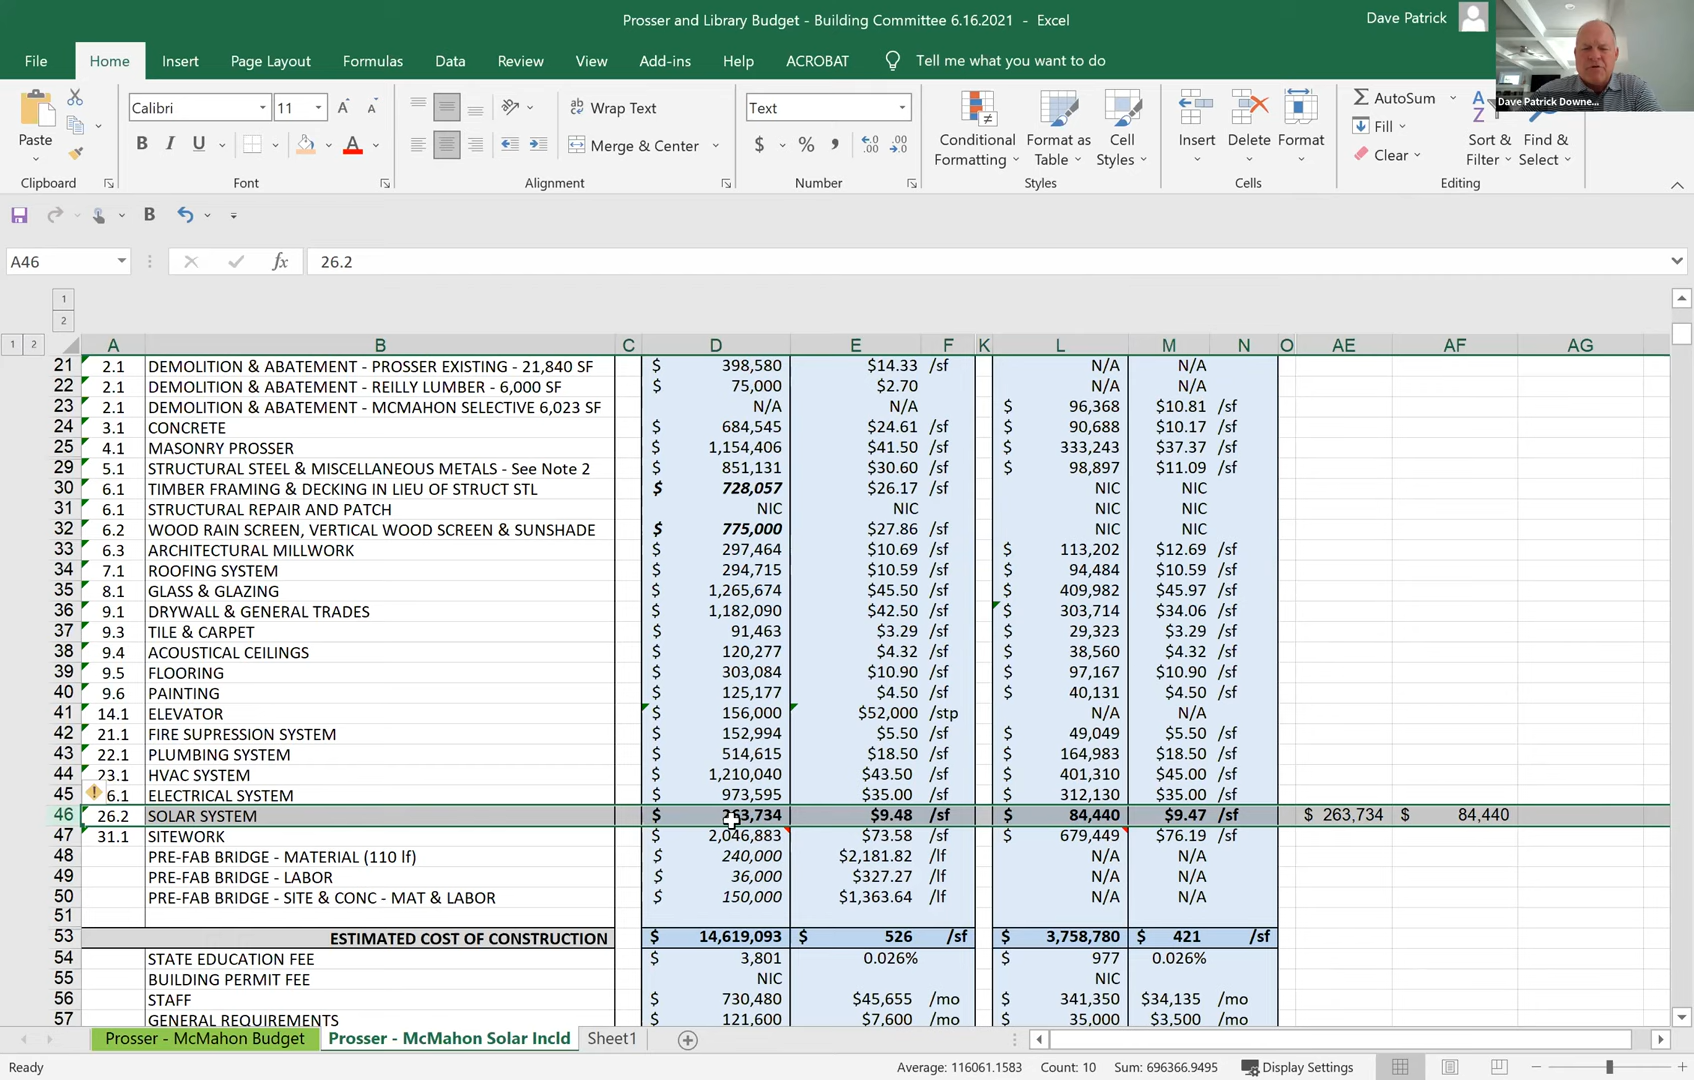 Prosser and Library Budget - Building Committee 6.16.2021 - Excel
Dave Patrick
Dave Patrick Downe...
File Home Insert Page Layout Formulas Data Review View Add-ins Help ACROBAT Tell me what you want to do
Paste
Clipboard
Calibri 11 A A
B I U A
Font
Wrap Text
Merge & Center
Alignment
Text
$ % , .0 .00 .00 .0
Number
Conditional Formatting
Format as Table
Cell Styles
Styles
Insert Delete Format
Cells
AutoSum
Fill
Clear
Sort & Filter
Find & Select
Editing
B
A46 fx 26.2
1
2
1 2 A B C D E F K L M N O AE AF AG
21 2.1 DEMOLITION & ABATEMENT - PROSSER EXISTING - 21,840 SF $ 398,580 $14.33 /sf N/A N/A
22 2.1 DEMOLITION & ABATEMENT - REILLY LUMBER - 6,000 SF $ 75,000 $2.70 N/A N/A
23 2.1 DEMOLITION & ABATEMENT - MCMAHON SELECTIVE 6,023 SF N/A N/A $ 96,368 $10.81 /sf
24 3.1 CONCRETE $ 684,545 $24.61 /sf $ 90,688 $10.17 /sf
25 4.1 MASONRY PROSSER $ 1,154,406 $41.50 /sf $ 333,243 $37.37 /sf
29 5.1 STRUCTURAL STEEL & MISCELLANEOUS METALS - See Note 2 $ 851,131 $30.60 /sf $ 98,897 $11.09 /sf
30 6.1 TIMBER FRAMING & DECKING IN LIEU OF STRUCT STL $ 728,057 $26.17 /sf NIC NIC
31 6.1 STRUCTURAL REPAIR AND PATCH NIC NIC NIC NIC
32 6.2 WOOD RAIN SCREEN, VERTICAL WOOD SCREEN & SUNSHADE $ 775,000 $27.86 /sf NIC NIC
33 6.3 ARCHITECTURAL MILLWORK $ 297,464 $10.69 /sf $ 113,202 $12.69 /sf
34 7.1 ROOFING SYSTEM $ 294,715 $10.59 /sf $ 94,484 $10.59 /sf
35 8.1 GLASS & GLAZING $ 1,265,674 $45.50 /sf $ 409,982 $45.97 /sf
36 9.1 DRYWALL & GENERAL TRADES $ 1,182,090 $42.50 /sf $ 303,714 $34.06 /sf
37 9.3 TILE & CARPET $ 91,463 $3.29 /sf $ 29,323 $3.29 /sf
38 9.4 ACOUSTICAL CEILINGS $ 120,277 $4.32 /sf $ 38,560 $4.32 /sf
39 9.5 FLOORING $ 303,084 $10.90 /sf $ 97,167 $10.90 /sf
40 9.6 PAINTING $ 125,177 $4.50 /sf $ 40,131 $4.50 /sf
41 14.1 ELEVATOR $ 156,000 $52,000 /stp N/A N/A
42 21.1 FIRE SUPRESSION SYSTEM $ 152,994 $5.50 /sf $ 49,049 $5.50 /sf
43 22.1 PLUMBING SYSTEM $ 514,615 $18.50 /sf $ 164,983 $18.50 /sf
44 23.1 HVAC SYSTEM $ 1,210,040 $43.50 /sf $ 401,310 $45.00 /sf
45 6.1 ELECTRICAL SYSTEM $ 973,595 $35.00 /sf $ 312,130 $35.00 /sf
46 26.2 SOLAR SYSTEM $ 263,734 $9.48 /sf $ 84,440 $9.47 /sf $ 263,734 $ 84,440
47 31.1 SITEWORK $ 2,046,883 $73.58 /sf $ 679,449 $76.19 /sf
48 PRE-FAB BRIDGE - MATERIAL (110 lf) $ 240,000 $2,181.82 /lf N/A N/A
49 PRE-FAB BRIDGE - LABOR $ 36,000 $327.27 /lf N/A N/A
50 PRE-FAB BRIDGE - SITE & CONC - MAT & LABOR $ 150,000 $1,363.64 /lf N/A N/A
51
53 ESTIMATED COST OF CONSTRUCTION $ 14,619,093 $ 526 /sf $ 3,758,780 $ 421 /sf
54 STATE EDUCATION FEE $ 3,801 0.026% $ 977 0.026%
55 BUILDING PERMIT FEE NIC NIC
56 STAFF $ 730,480 $45,655 /mo $ 341,350 $34,135 /mo
57 GENERAL REQUIREMENTS $ 121,600 $7,600 /mo $ 35,000 $3,500 /mo
Prosser - McMahon Budget Prosser - McMahon Solar Incld Sheet1
Ready Average: 116061.1583 Count: 10 Sum: 696366.9495 Display Settings